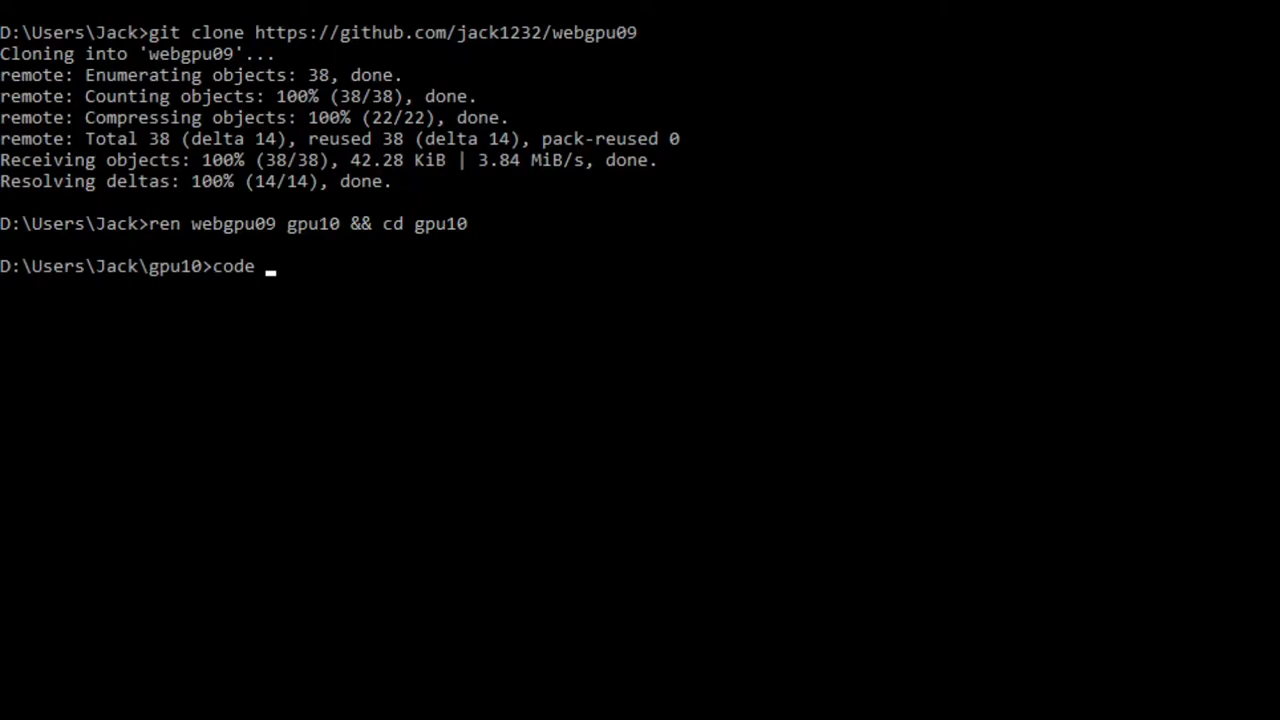 D:\Users\Jack>git clone https://github.com/jack1232/webgpu09
Cloning into 'webgpu09'...
remote: Enumerating objects: 38, done.
remote: Counting objects: 100% (38/38), done.
remote: Compressing objects: 100% (22/22), done.
remote: Total 38 (delta 14), reused 38 (delta 14), pack-reused 0
Receiving objects: 100% (38/38), 42.28 KiB | 3.84 MiB/s, done.
Resolving deltas: 100% (14/14), done.
D:\Users\Jack>ren webgpu09 gpu10 && cd gpu10
D:\Users\Jack\gpu10>code